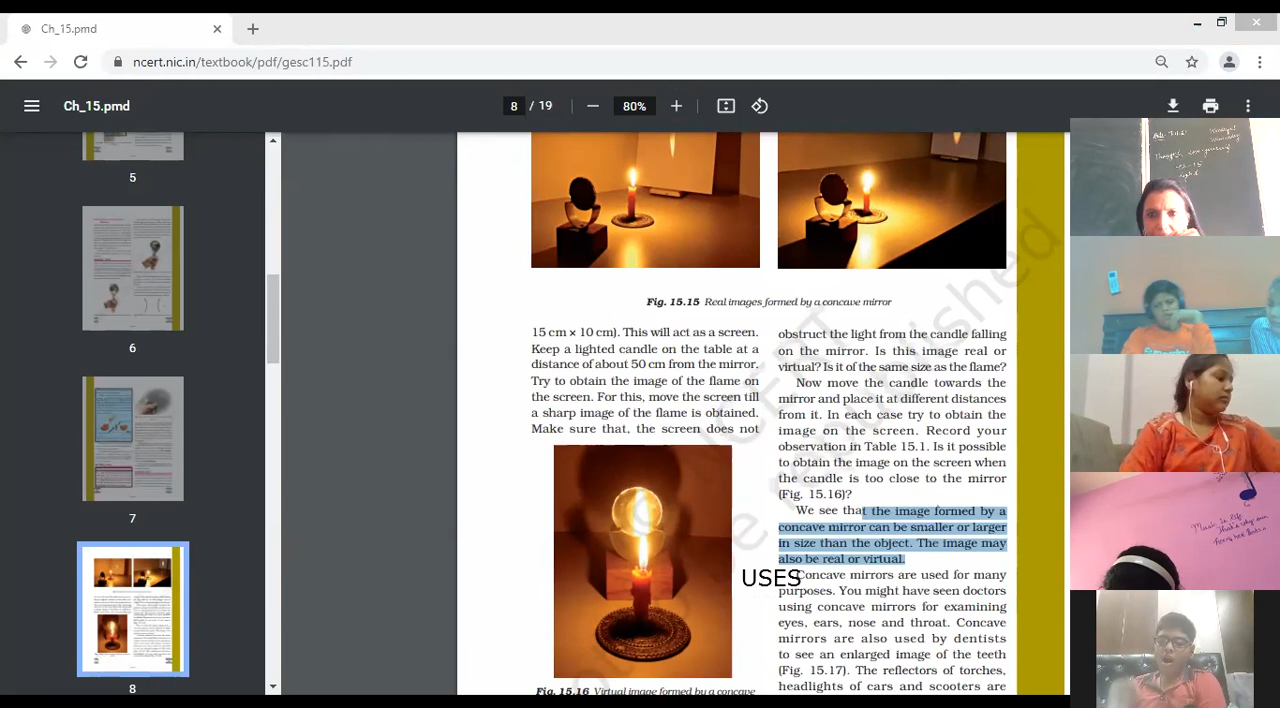 Ch_15.pmd
ncert.nic.in/textbook/pdf/gesc115.pdf
Ch_15.pmd
8 / 19
80%
5
6
7
8
Fig. 15.15 Real images formed by a concave mirror
15 cm × 10 cm). This will act as a screen.
Keep a lighted candle on the table at a
distance of about 50 cm from the mirror.
Try to obtain the image of the flame on
the screen. For this, move the screen till
a sharp image of the flame is obtained.
Make sure that, the screen does not
Fig. 15.16 Virtual image formed by a concave
obstruct the light from the candle falling
on the mirror. Is this image real or
virtual? Is it of the same size as the flame?
Now move the candle towards the
mirror and place it at different distances
from it. In each case try to obtain the
image on the screen. Record your
observation in Table 15.1. Is it possible
to obtain the image on the screen when
the candle is too close to the mirror
(Fig. 15.16)?
We see that the image formed by a
concave mirror can be smaller or larger
in size than the object. The image may
also be real or virtual.
USES
Concave mirrors are used for many
purposes. You might have seen doctors
using concave mirrors for examining
eyes, ears, nose and throat. Concave
mirrors are also used by dentists
to see an enlarged image of the teeth
(Fig. 15.17). The reflectors of torches,
headlights of cars and scooters are
Music is life